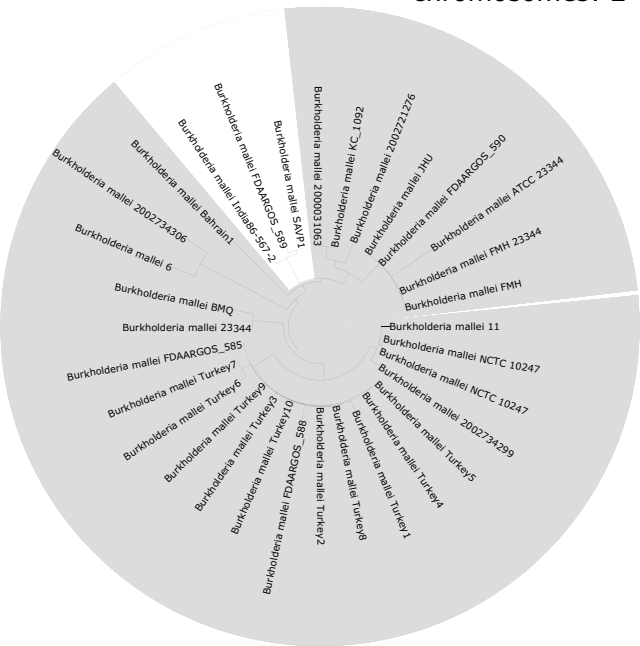 Burkholderia mallei 2000031063
Burkholderia mallei KC_1092
Burkholderia mallei 2002721276
Burkholderia mallei JHU
Burkholderia mallei FDAARGOS_590
Burkholderia mallei ATCC 23344
Burkholderia mallei FMH 23344
Burkholderia mallei FMH
Burkholderia mallei 11
Burkholderia mallei NCTC 10247
Burkholderia mallei NCTC 10247
Burkholderia mallei 2002734299
Burkholderia mallei Turkey5
Burkholderia mallei Turkey4
Burkholderia mallei Turkey1
Burkholderia mallei Turkey8
Burkholderia mallei Turkey2
Burkholderia mallei FDAARGOS_588
Burkholderia mallei Turkey10
Burkholderia mallei Turkey3
Burkholderia mallei Turkey9
Burkholderia mallei Turkey6
Burkholderia mallei Turkey7
Burkholderia mallei FDAARGOS_585
Burkholderia mallei 23344
Burkholderia mallei BMQ
Burkholderia mallei 6
Burkholderia mallei 2002734306
Burkholderia mallei Bahrain1
Burkholderia mallei India86-567-2
Burkholderia mallei FDAARGOS_589
Burkholderia mallei SAVP1